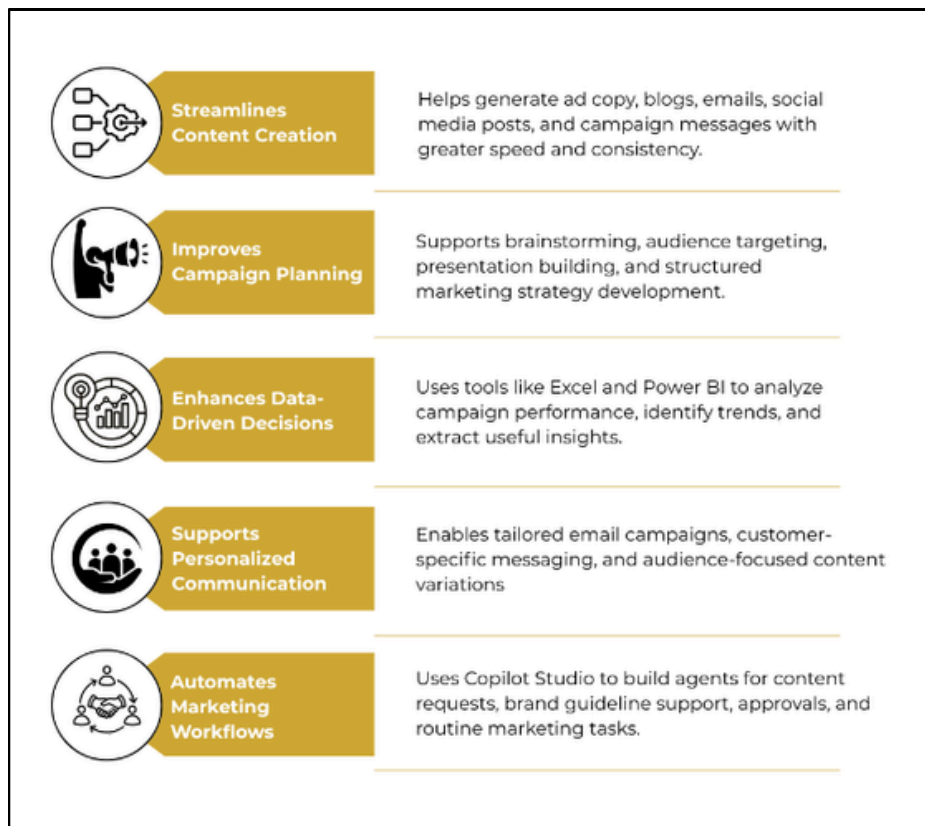 Streamlines
Content Creation
Helps generate ad copy, blogs, emails, social
media posts, and campaign messages with
greater speed and consistency.
Improves
Campaign Planning
Supports brainstorming, audience targeting,
presentation building, and structured
marketing strategy development.
Enhances Data-
Driven Decisions
Uses tools like Excel and Power BI to analyze
campaign performance, identify trends, and
extract useful insights.
Supports
Personalized
Communication
Enables tailored email campaigns, customer-
specific messaging, and audience-focused content
variations
Automates
Marketing
Workflows
Uses Copilot Studio to build agents for content
requests, brand guideline support, approvals, and
routine marketing tasks.